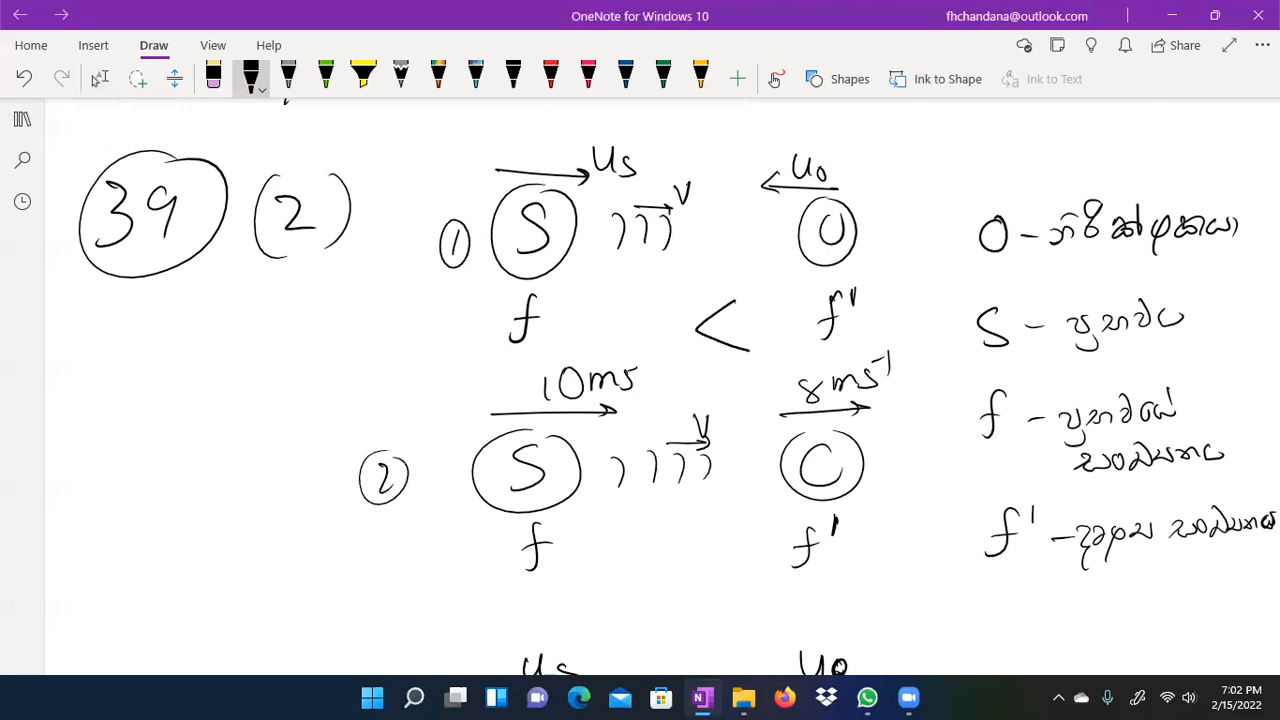 OneNote for Windows 10
fhchandana@outlook.com
Home Insert Draw View Help
Share
Shapes
Ink to Shape
Ink to Text
39 (2)
Us
V
Uo
1 S O
f < f'
10ms 8ms⁻¹
V
2 S O
f f'
O - නිරීක්ෂකයා
S - ප්‍රභවය
f - ප්‍රභවයේ
සංඛ්‍යාතය
f' - දෘශ්‍ය සංඛ්‍යාතය
Us Uo
7:02 PM
2/15/2022